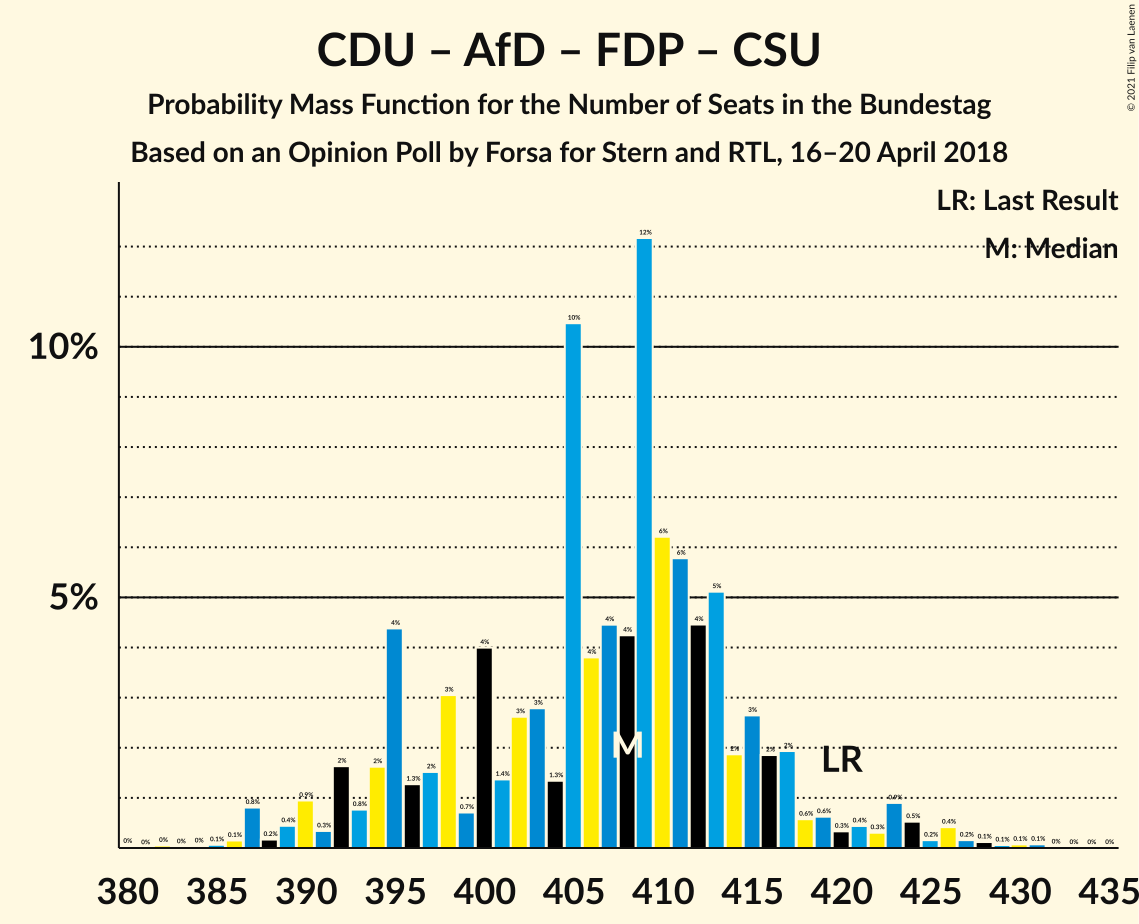 CDU – AfD – FDP – CSU
Probability Mass Function for the Number of Seats in the Bundestag
Based on an Opinion Poll by Forsa for Stern and RTL, 16–20 April 2018
© 2021 Filip van Laenen
LR: Last Result
M: Median
10%
5%
0% 0% 0% 0% 0% 0.1% 0.1% 0.8% 0.2% 0.4% 0.9% 0.3% 2% 0.8% 2% 4% 1.3% 2% 3% 0.7% 4% 1.4% 3% 3% 1.3% 10% 4% 4% 4% 12% 6% 6% 4% 5% 2% 3% 2% 2% 0.6% 0.6% 0.3% 0.4% 0.3% 0.9% 0.5% 0.2% 0.4% 0.2% 0.1% 0.1% 0.1% 0.1% 0% 0% 0% 0%
M
LR
380 385 390 395 400 405 410 415 420 425 430 435